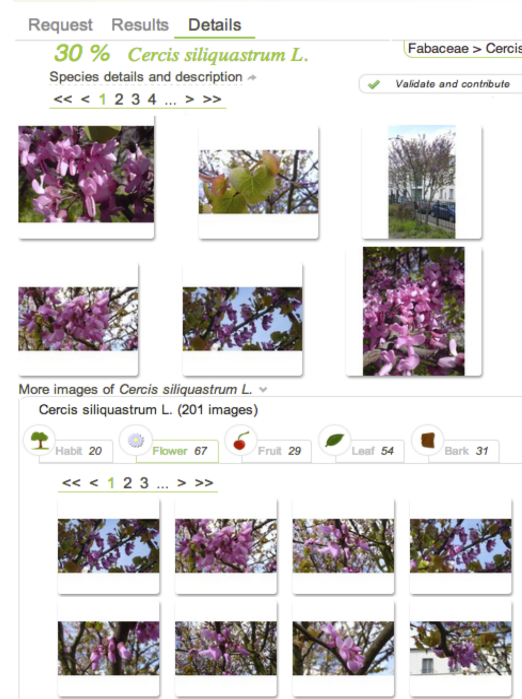 Request Results Details
30 % Cercis siliquastrum L.
Fabaceae > Cercis
Species details and description
Validate and contribute
<< < 1 2 3 4 ... > >>
More images of Cercis siliquastrum L.
Cercis siliquastrum L. (201 images)
Habit 20 Flower 67 Fruit 29 Leaf 54 Bark 31
<< < 1 2 3 ... > >>